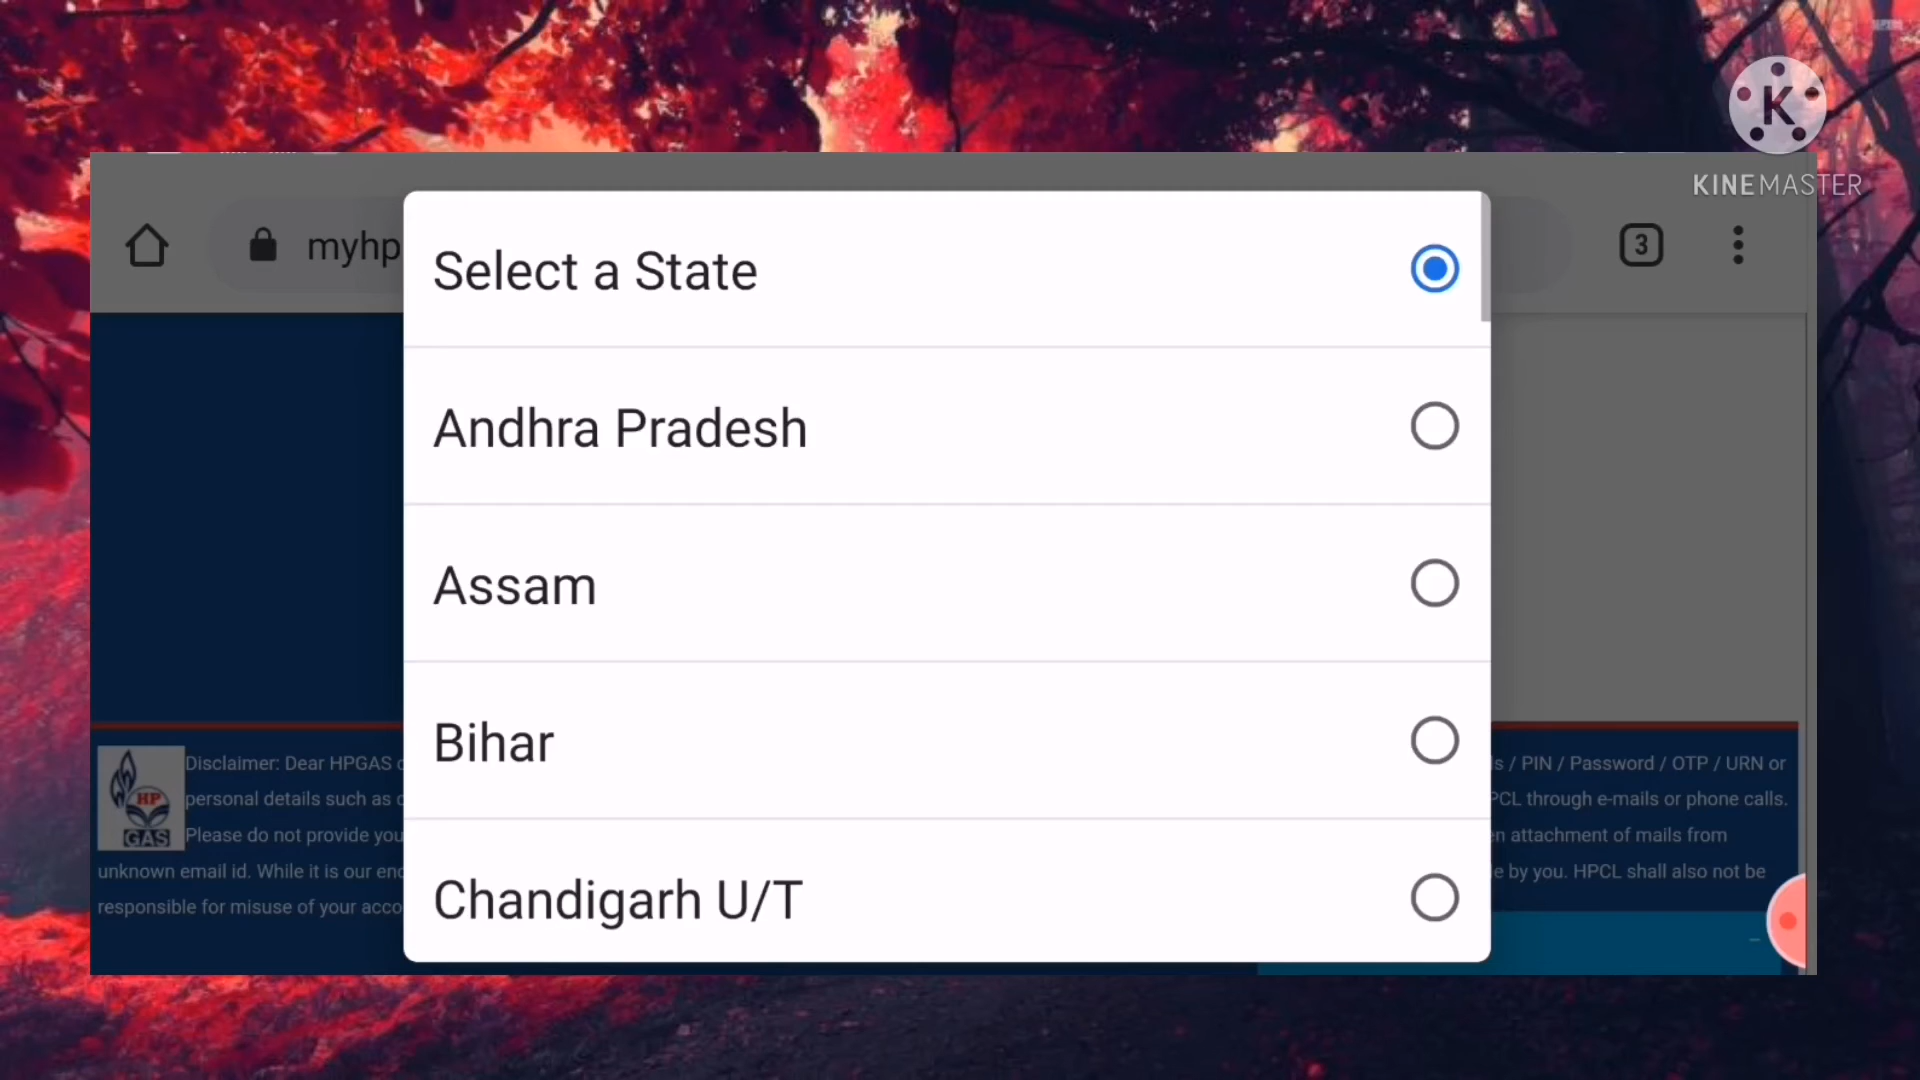 K
KINEMASTER
myhp
3
Select a State
Andhra Pradesh
Assam
Bihar
Chandigarh U/T
HP
GAS
Disclaimer: Dear HPGAS
personal details such as
Please do not provide you
unknown email id. While it is our
responsible for misuse of your acco
s / PIN / Password / OTP / URN or
PCL through e-mails or phone calls.
attachment of mails from
by you. HPCL shall also not be